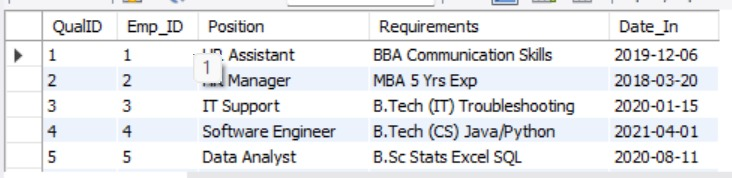 QualID Emp_ID Position Requirements Date_In
1 1 Assistant BBA Communication Skills 2019-12-06
1
2 2 Manager MBA 5 Yrs Exp 2018-03-20
3 3 IT Support B.Tech (IT) Troubleshooting 2020-01-15
4 4 Software Engineer B.Tech (CS) Java/Python 2021-04-01
5 5 Data Analyst B.Sc Stats Excel SQL 2020-08-11